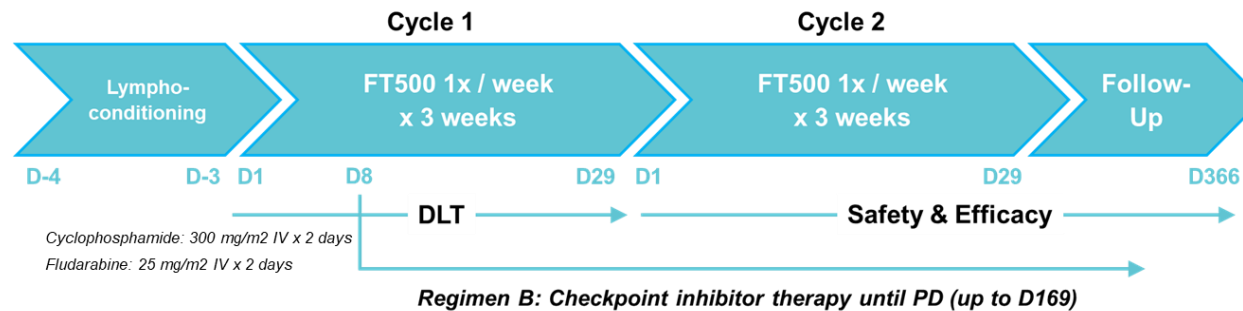 Cycle 1
Cycle 2
Lympho-
conditioning
FT500 1x / week
x 3 weeks
FT500 1x / week
x 3 weeks
Follow-
Up
D-4
D-3
D1
D8
D29
D1
D29
D366
DLT
Safety & Efficacy
Cyclophosphamide: 300 mg/m2 IV x 2 days
Fludarabine: 25 mg/m2 IV x 2 days
Regimen B: Checkpoint inhibitor therapy until PD (up to D169)